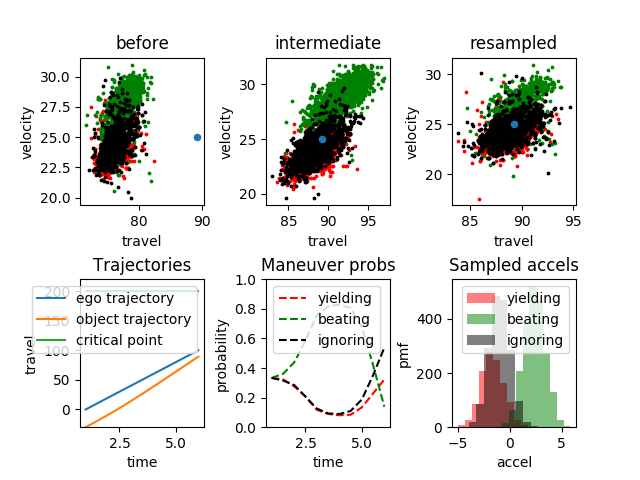 before
intermediate
resampled
30.0
27.5
25.0
22.5
20.0
velocity
80
90
travel
30
25
20
velocity
85
90
95
travel
30
25
20
velocity
85
90
95
travel
Trajectories
Maneuver probs
Sampled accels
200
100
50
0
travel
ego trajectory
object trajectory
critical point
2.5
5.0
time
1.0
0.8
0.6
0.4
0.2
0.0
probability
yielding
beating
ignoring
2.5
5.0
time
400
200
0
pmf
yielding
beating
ignoring
−5
0
5
accel